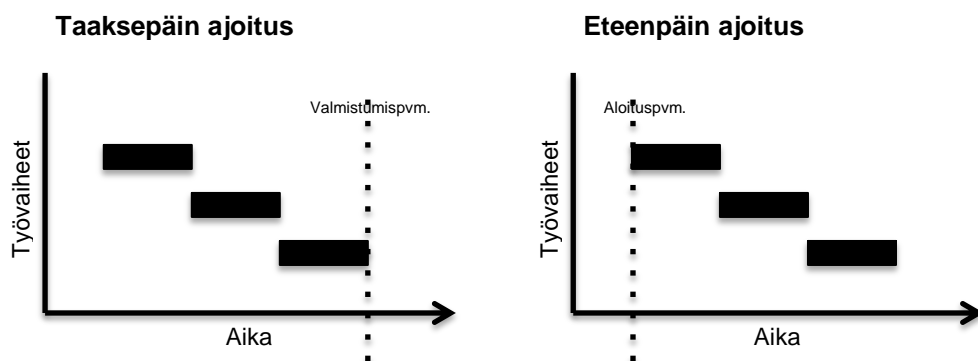 Taaksepäin ajoitus
Valmistumispvm.
Työvaiheet
Aika
Eteenpäin ajoitus
Aloituspvm.
Työvaiheet
Aika